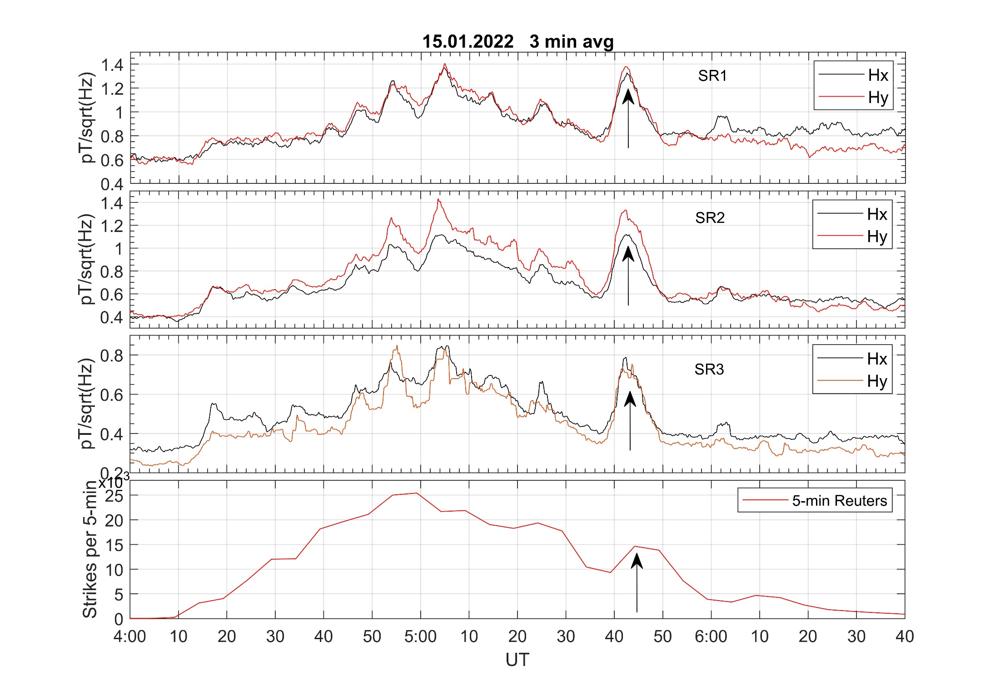 15.01.2022 3 min avg
pT/sqrt(Hz)
1.4
1.2
1
0.8
0.6
0.4
SR1
Hx
Hy
pT/sqrt(Hz)
1.4
1.2
1
0.8
0.6
0.4
SR2
Hx
Hy
pT/sqrt(Hz)
0.8
0.6
0.4
0.2
SR3
Hx
Hy
x10^3
Strikes per 5-min
25
20
15
10
5
0
5-min Reuters
4:00 10 20 30 40 50 5:00 10 20 30 40 50 6:00 10 20 30 40
UT